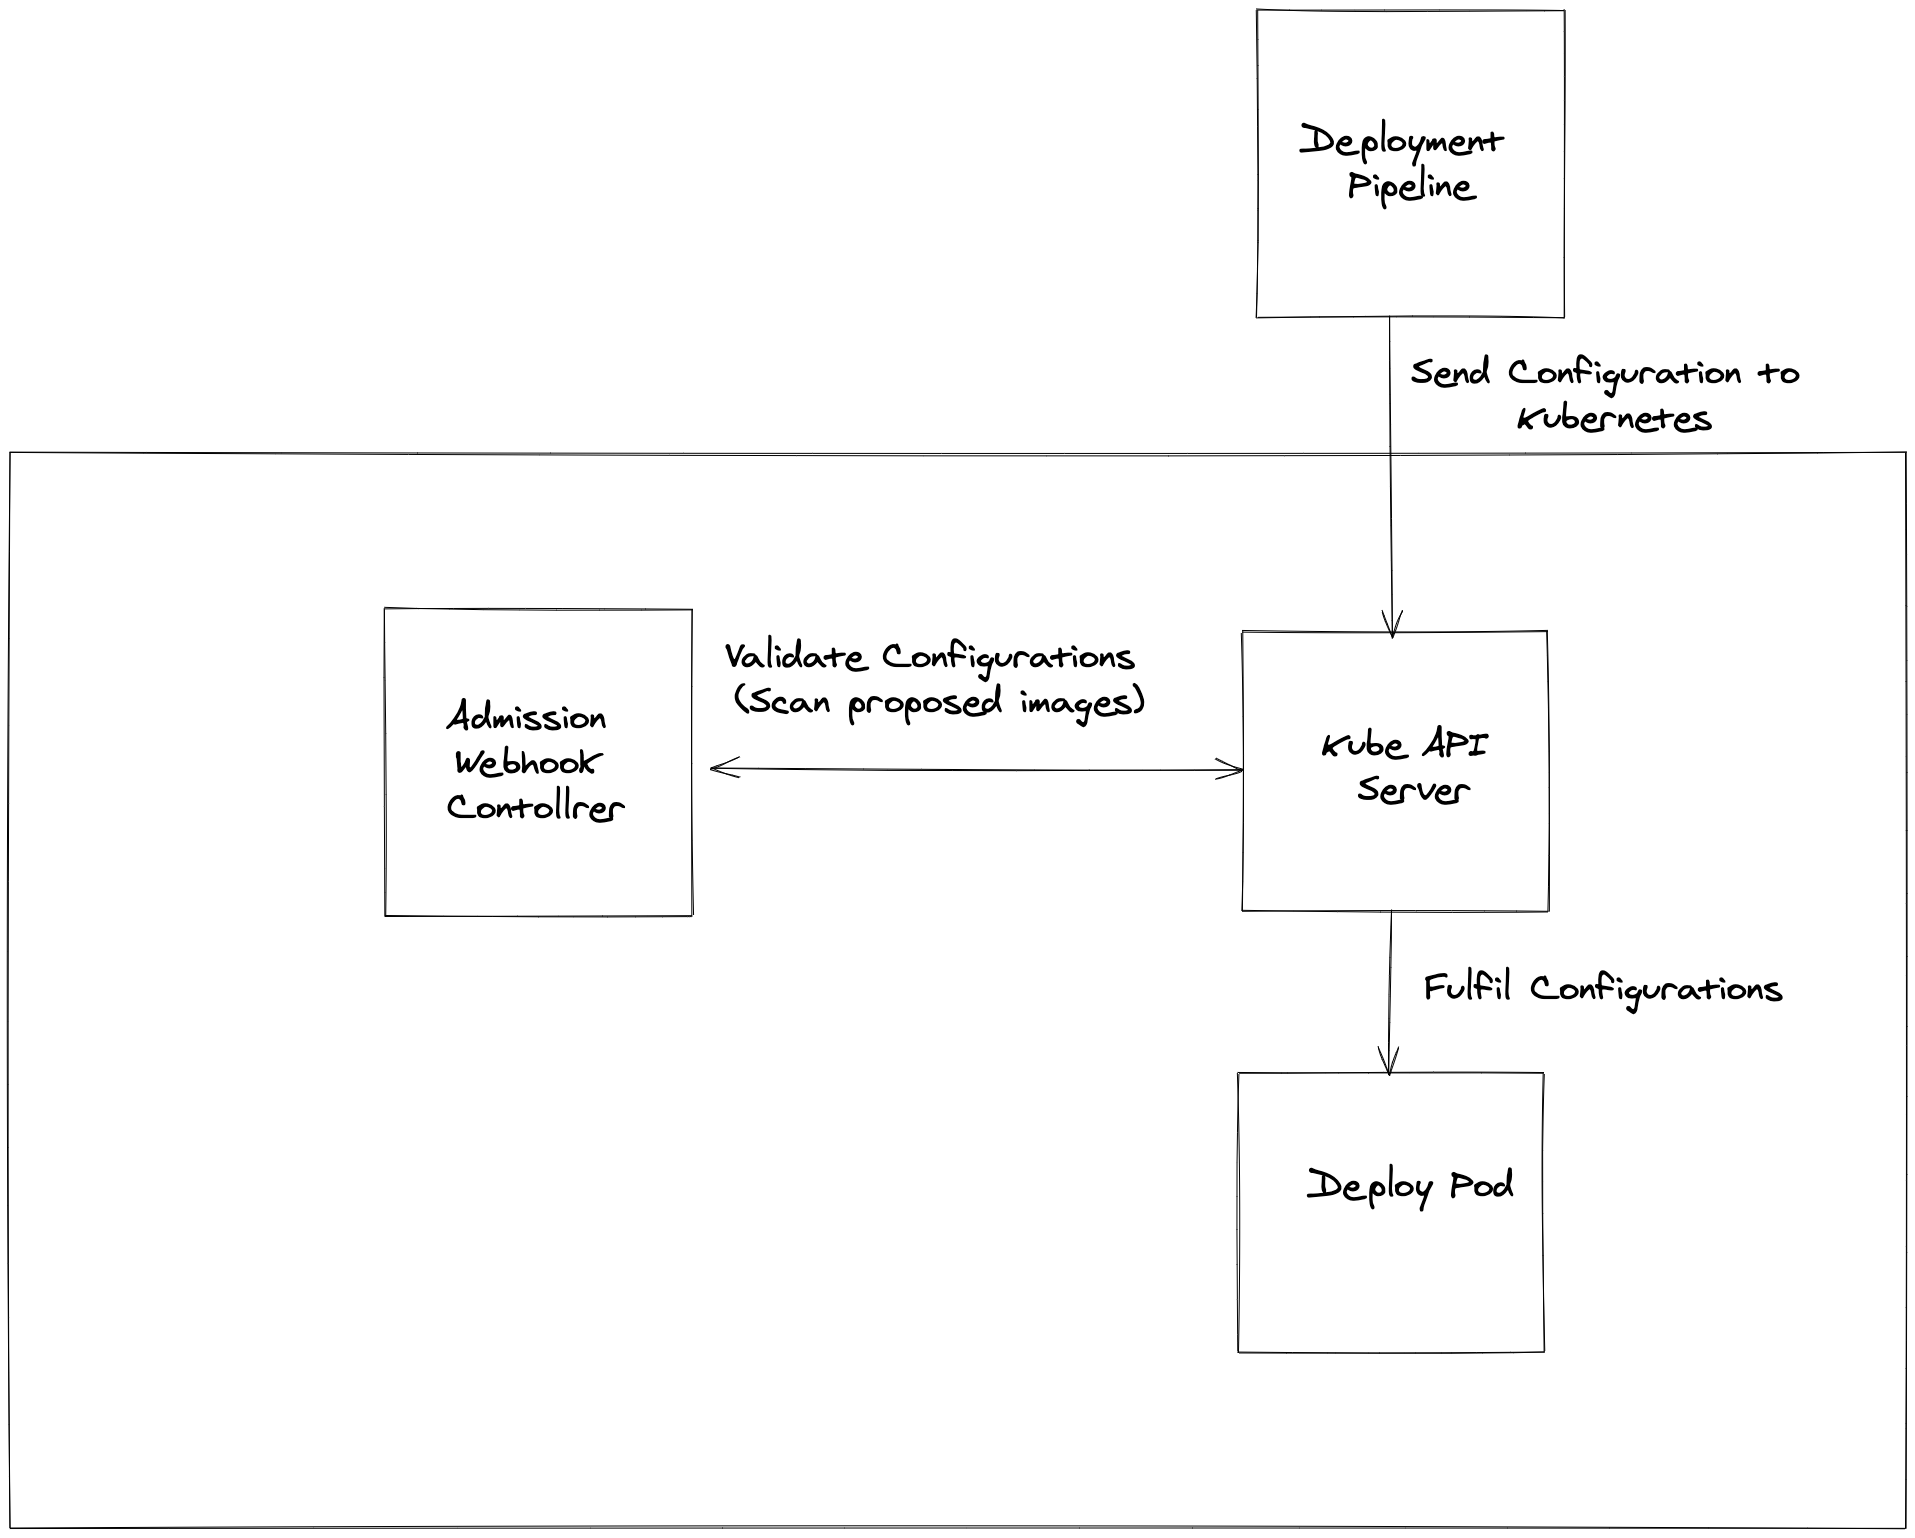 Deployment
Pipeline
Send Configuration to
Kubernetes
Validate Configurations
(Scan proposed images)
Admission
Webhook
Contollrer
Kube API
Server
Fulfil Configurations
Deploy Pod